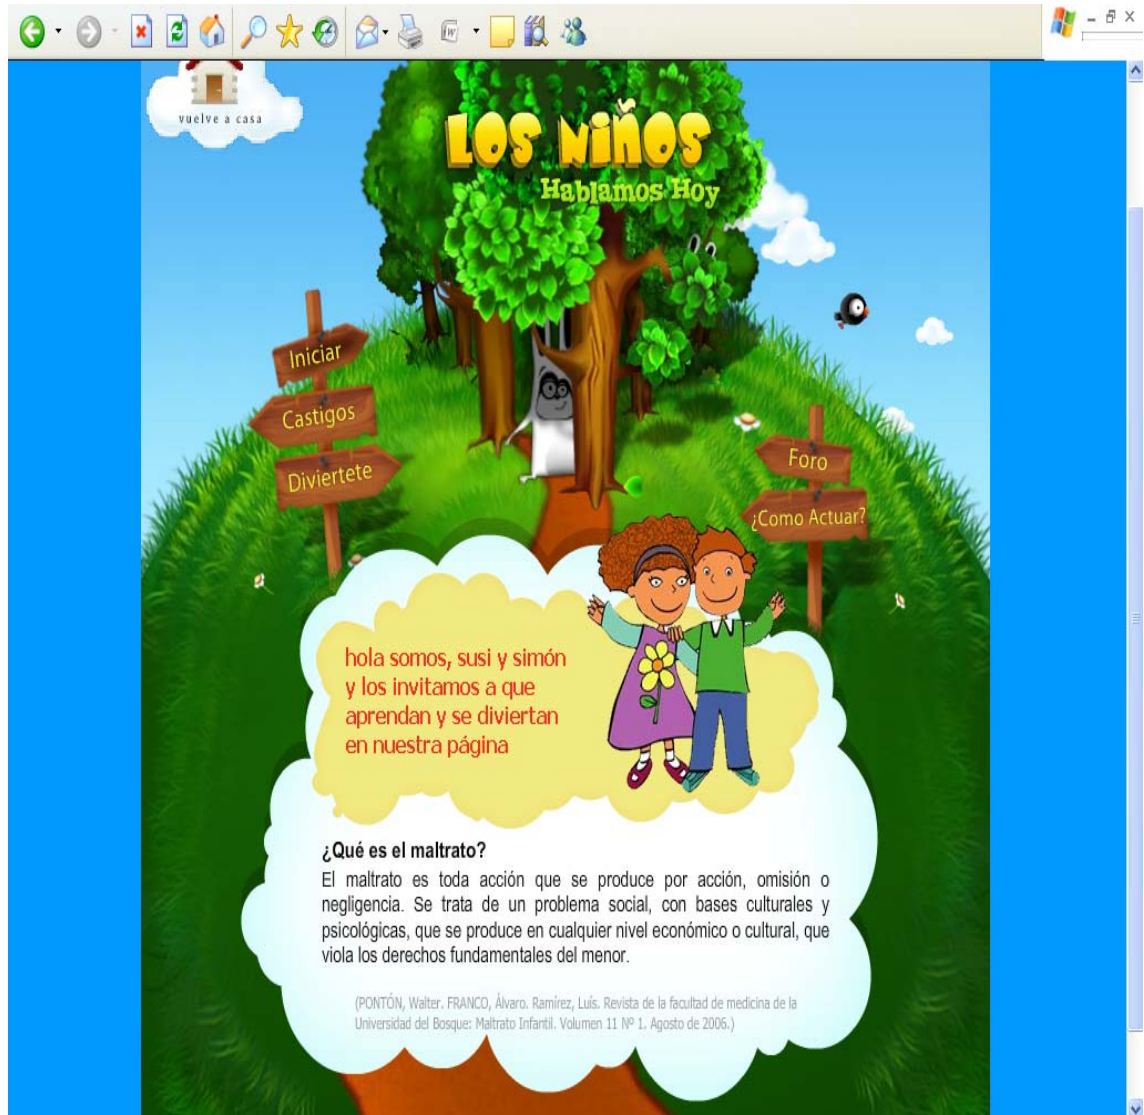 vuelve a casa
LOS NiÑOS
Hablamos Hoy
Iniciar
Castigos
Diviertete
Foro
¿Como Actuar?
hola somos, susi y simón
y los invitamos a que
aprendan y se diviertan
en nuestra página
¿Qué es el maltrato?
El maltrato es toda acción que se produce por acción, omisión o
negligencia. Se trata de un problema social, con bases culturales y
psicológicas, que se produce en cualquier nivel económico o cultural, que
viola los derechos fundamentales del menor.
(PONTÓN, Walter. FRANCO, Álvaro. Ramírez, Luís. Revista de la facultad de medicina de la
Universidad del Bosque: Maltrato Infantil. Volumen 11 Nº 1. Agosto de 2006.)